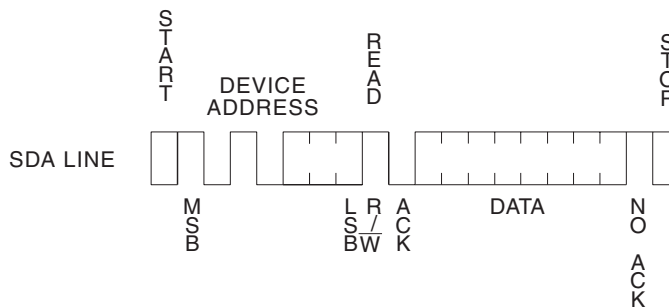 START
DEVICE
ADDRESS
READ
STOP
SDA LINE
MSB
LSB
R/W
ACK
DATA
NO ACK